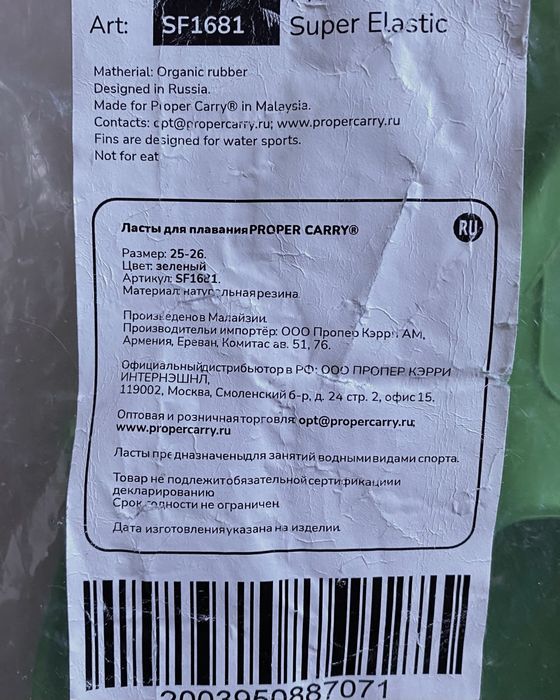 Art: SF1681 Super Elastic
Matherial: Organic rubber
Designed in Russia.
Made for Proper Carry® in Malaysia.
Contacts: opt@propercarry.ru; www.propercarry.ru
Fins are designed for water sports.
Not for eat
Ласты для плавания PROPER CARRY® RU
Размер: 25-26.
Цвет: зеленый
Артикул: SF1681.
Материал: натуральная резина
Произведено в Малайзии.
Производитель и импортёр: ООО Пропер Кэрри АМ,
Армения, Ереван, Комитас ав. 51, 76.
Официальный дистрибьютор в РФ: ООО ПРОПЕР КЭРРИ
ИНТЕРНЭШНЛ,
119002, Москва, Смоленский б-р, д. 24 стр. 2, офис 15.
Оптовая и розничная торговля: opt@propercarry.ru;
www.propercarry.ru
Ласты предназначены для занятий водными видами спорта.
Товар не подлежит обязательной сертификации и
декларированию
Срок годности не ограничен
Дата изготовления указана на изделии.
2003950887071